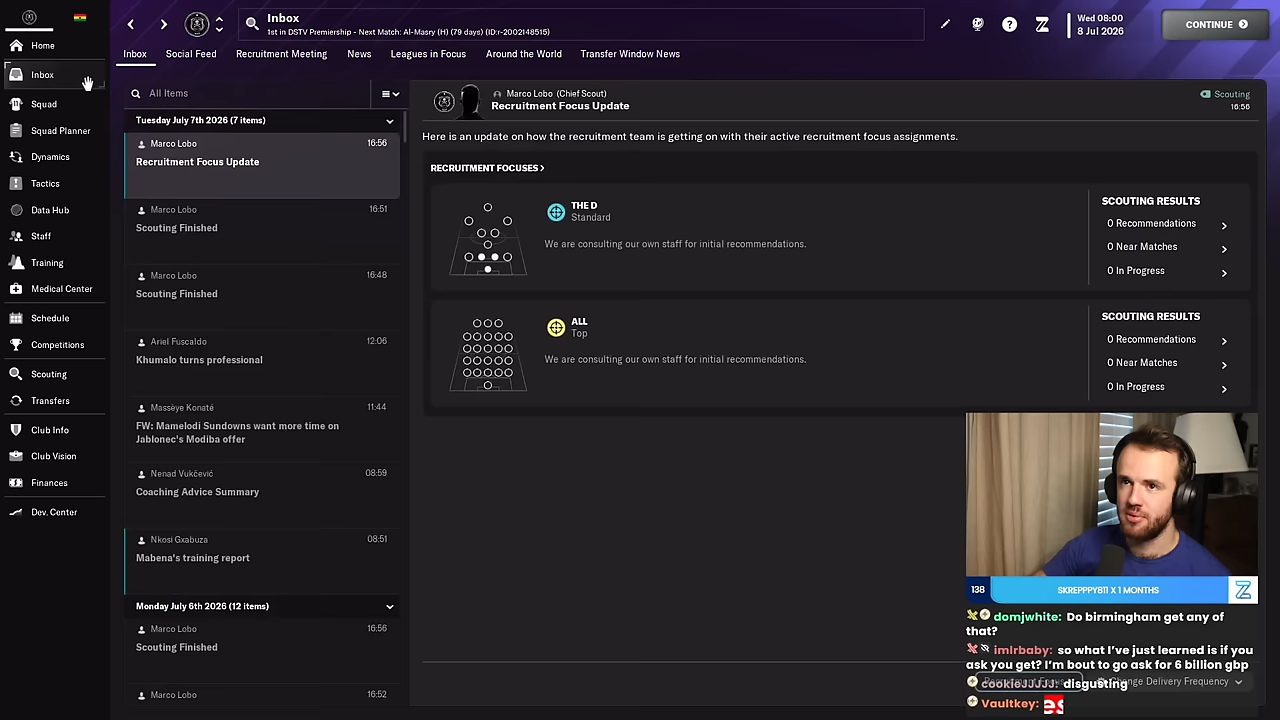 Inbox
1st in DSTV Premiership - Next Match: Al-Masry (H) (79 days) (ID:r-2002148515)
Wed 08:00
8 Jul 2026
CONTINUE
Home
Inbox
Squad
Squad Planner
Dynamics
Tactics
Data Hub
Staff
Training
Medical Center
Schedule
Competitions
Scouting
Transfers
Club Info
Club Vision
Finances
Dev. Center
Inbox Social Feed Recruitment Meeting News Leagues in Focus Around the World Transfer Window News
All Items
Tuesday July 7th 2026 (7 items)
Marco Lobo 16:56
Recruitment Focus Update
Marco Lobo 16:51
Scouting Finished
Marco Lobo 16:48
Scouting Finished
Ariel Fuscaldo 12:06
Khumalo turns professional
Massèye Konaté 11:44
FW: Mamelodi Sundowns want more time on
Jablonec's Modiba offer
Nenad Vukčević 08:59
Coaching Advice Summary
Nkosi Gxabuza 08:51
Mabena's training report
Monday July 6th 2026 (12 items)
Marco Lobo 16:56
Scouting Finished
Marco Lobo 16:52
Marco Lobo (Chief Scout)
Recruitment Focus Update
Scouting
16:56
Here is an update on how the recruitment team is getting on with their active recruitment focus assignments.
RECRUITMENT FOCUSES >
THE D
Standard
We are consulting our own staff for initial recommendations.
SCOUTING RESULTS
0 Recommendations
0 Near Matches
0 In Progress
ALL
Top
We are consulting our own staff for initial recommendations.
SCOUTING RESULTS
0 Recommendations
0 Near Matches
0 In Progress
138 SKREPPPY811 X 1 MONTHS
domjwhite: Do birmingham get any of
that?
imlrbaby: so what I've just learned is if you
ask you get? I'm bout to go ask for 6 billion gbp
cookieJJJJJ: disgusting
Change Delivery Frequency
Vaultkey: